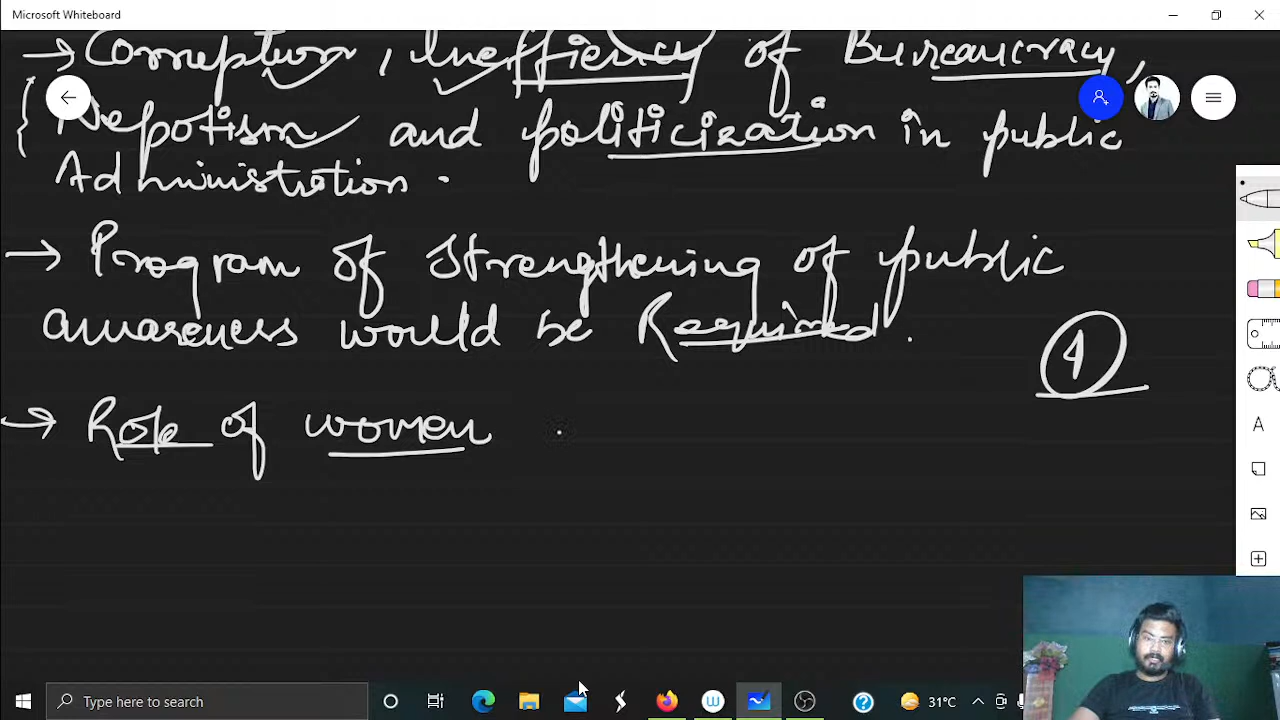 Microsoft Whiteboard
→ Corruption, Inefficiency of Bureaucracy,
Nepotism and politicization in public
Administration.
→ Program of strengthening of public
awareness would be Required.
4
→ Role of women
A
Type here to search
31°C